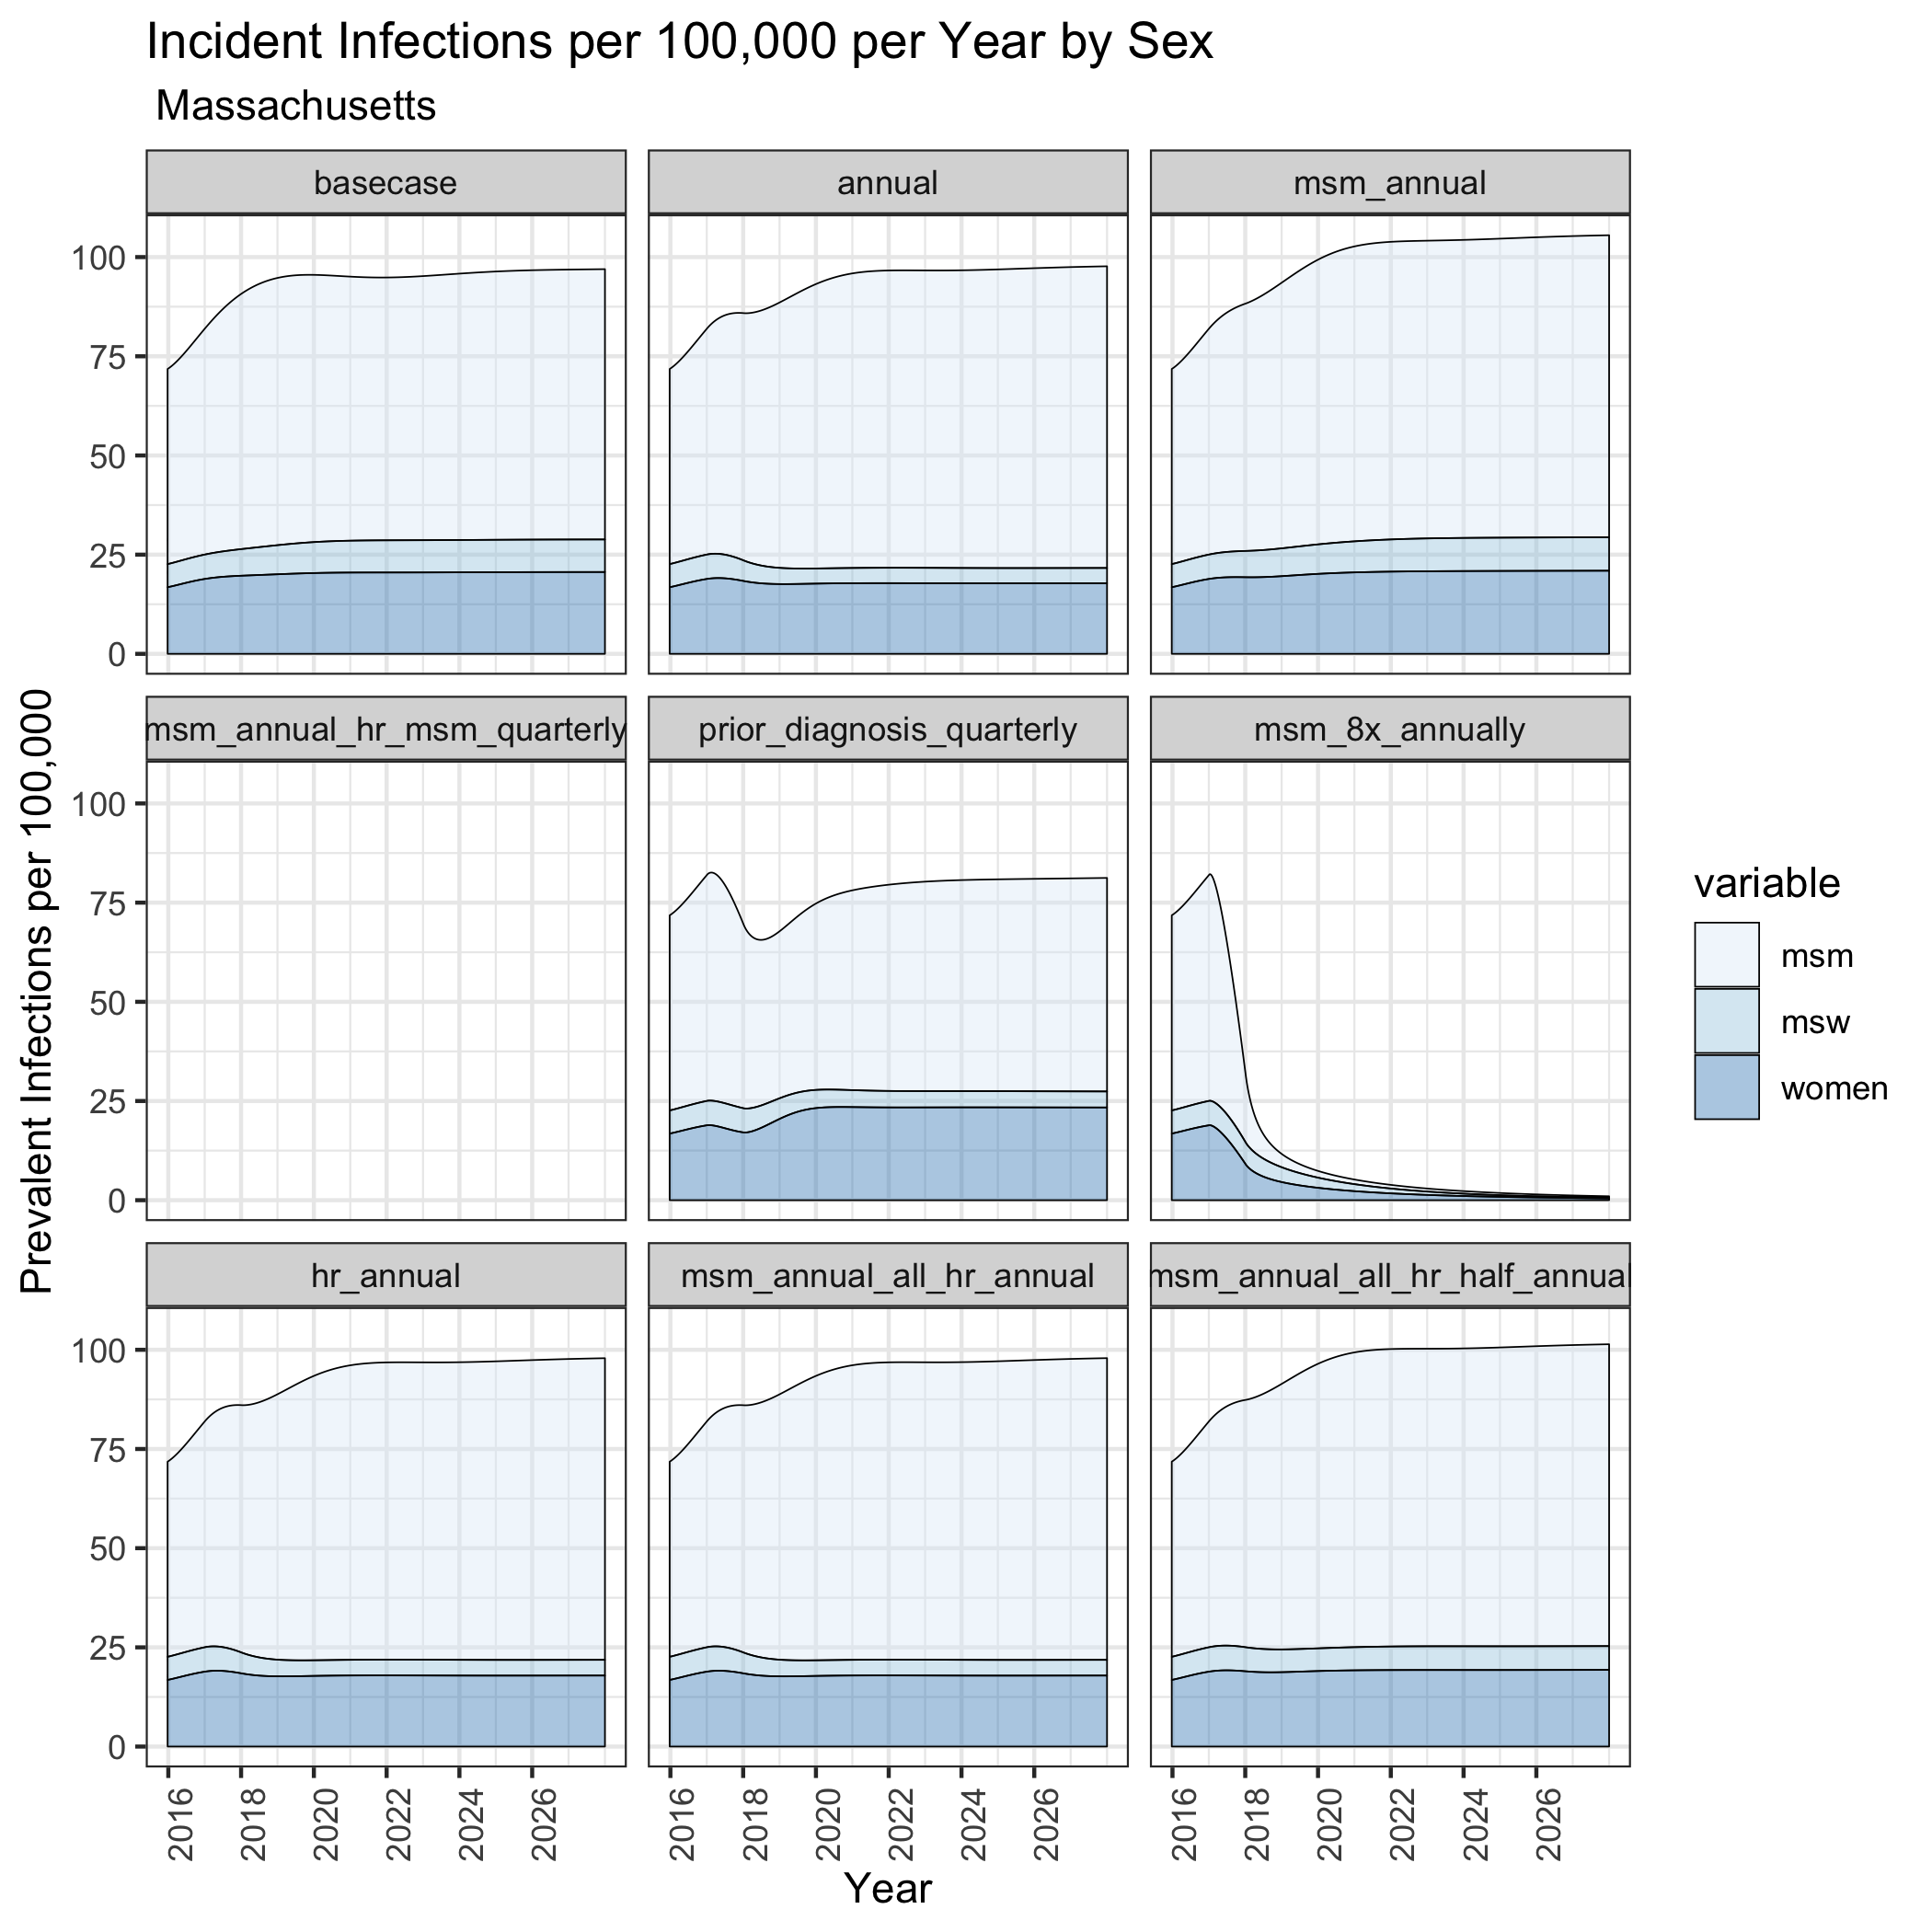 Incident Infections per 100,000 per Year by Sex
Massachusetts
basecase
annual
msm_annual
100
75
50
25
0
msm_annual_hr_msm_quarterly
prior_diagnosis_quarterly
msm_8x_annually
100
75
50
25
0
hr_annual
msm_annual_all_hr_annual
msm_annual_all_hr_half_annual
100
75
50
25
0
2016 2018 2020 2022 2024 2026
2016 2018 2020 2022 2024 2026
2016 2018 2020 2022 2024 2026
Year
Prevalent Infections per 100,000
variable
msm
msw
women